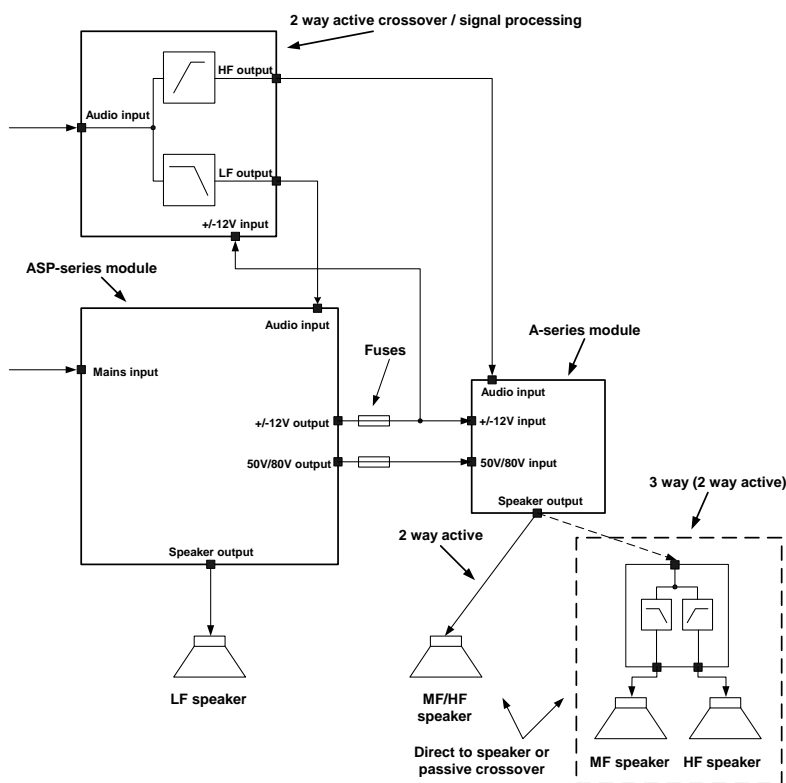 2 way active crossover / signal processing
HF output
Audio input
LF output
+/-12V input
ASP-series module
Audio input
Fuses
A-series module
Mains input
Audio input
+/-12V output
+/-12V input
50V/80V output
50V/80V input
Speaker output
3 way (2 way active)
2 way active
Speaker output
LF speaker
MF/HF
speaker
Direct to speaker or
passive crossover
MF speaker
HF speaker